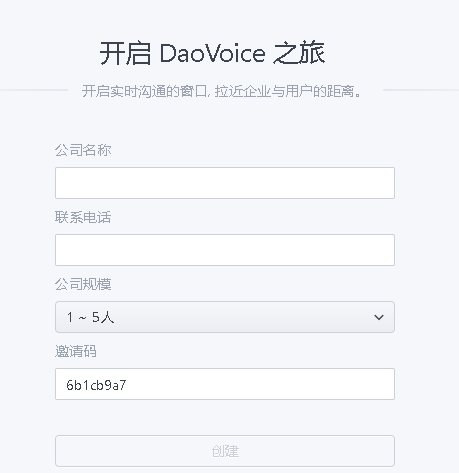 开启 DaoVoice 之旅
开启实时沟通的窗口, 拉近企业与用户的距离。
公司名称
联系电话
公司规模
1 ~ 5人
邀请码
6b1cb9a7
创建